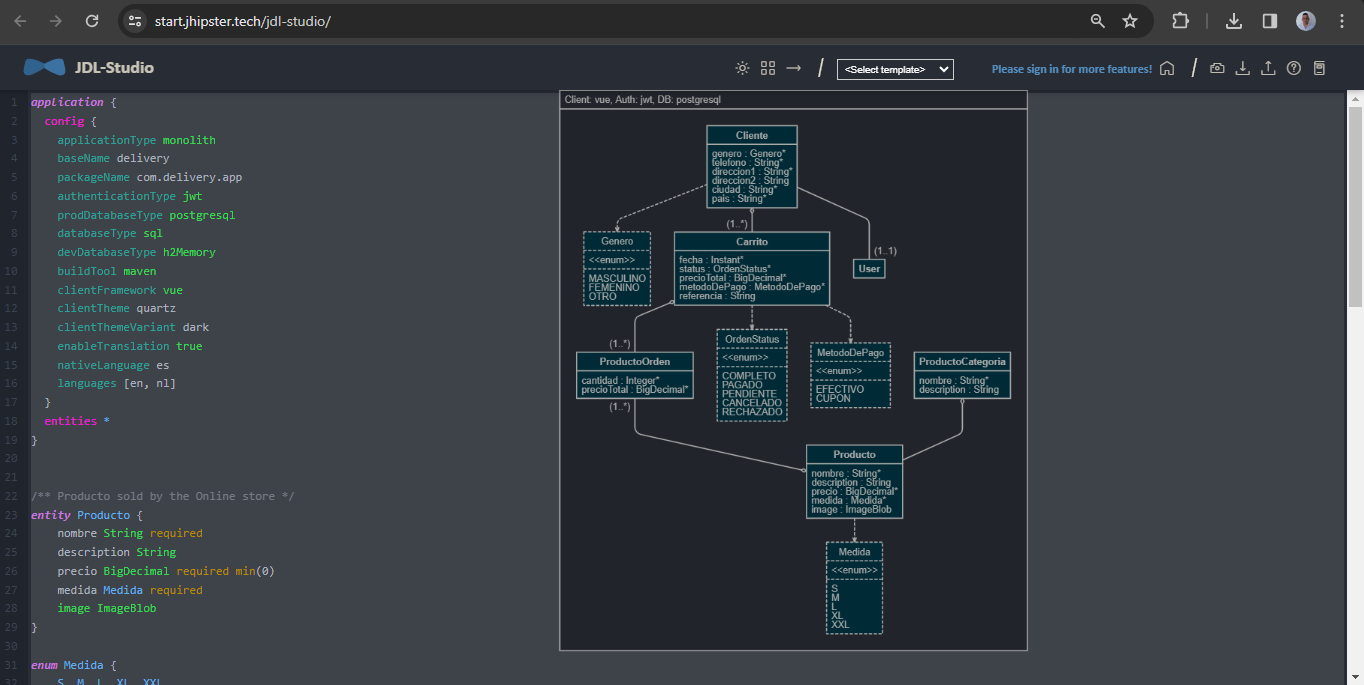 start.jhipster.tech/jdl-studio/
JDL-Studio
<Select template>
Please sign in for more features!
1 application {
2 config {
3 applicationType monolith
4 baseName delivery
5 packageName com.delivery.app
6 authenticationType jwt
7 prodDatabaseType postgresql
8 databaseType sql
9 devDatabaseType h2Memory
10 buildTool maven
11 clientFramework vue
12 clientTheme quartz
13 clientThemeVariant dark
14 enableTranslation true
15 nativeLanguage es
16 languages [en, nl]
17 }
18 entities *
19 }
20
21
22 /** Producto sold by the Online store */
23 entity Producto {
24 nombre String required
25 description String
26 precio BigDecimal required min(0)
27 medida Medida required
28 image ImageBlob
29 }
30
31 enum Medida {
32 S, M, L, XL, XXL
Client: vue, Auth: jwt, DB: postgresql
Cliente
genero : Genero*
telefono : String*
direccion1 : String*
direccion2 : String
ciudad : String*
pais : String*
(1..*)
(1..1)
Genero
<<enum>>
MASCULINO
FEMENINO
OTRO
Carrito
fecha : Instant*
status : OrdenStatus*
precioTotal : BigDecimal*
metodoDePago : MetodoDePago*
referencia : String
User
(1..*)
ProductoOrden
cantidad : Integer*
precioTotal : BigDecimal*
(1..*)
OrdenStatus
<<enum>>
COMPLETO
PAGADO
PENDIENTE
CANCELADO
RECHAZADO
MetodoDePago
<<enum>>
EFECTIVO
CUPON
ProductoCategoria
nombre : String*
description : String
Producto
nombre : String*
description : String
precio : BigDecimal*
medida : Medida*
image : ImageBlob
Medida
<<enum>>
S
M
L
XL
XXL